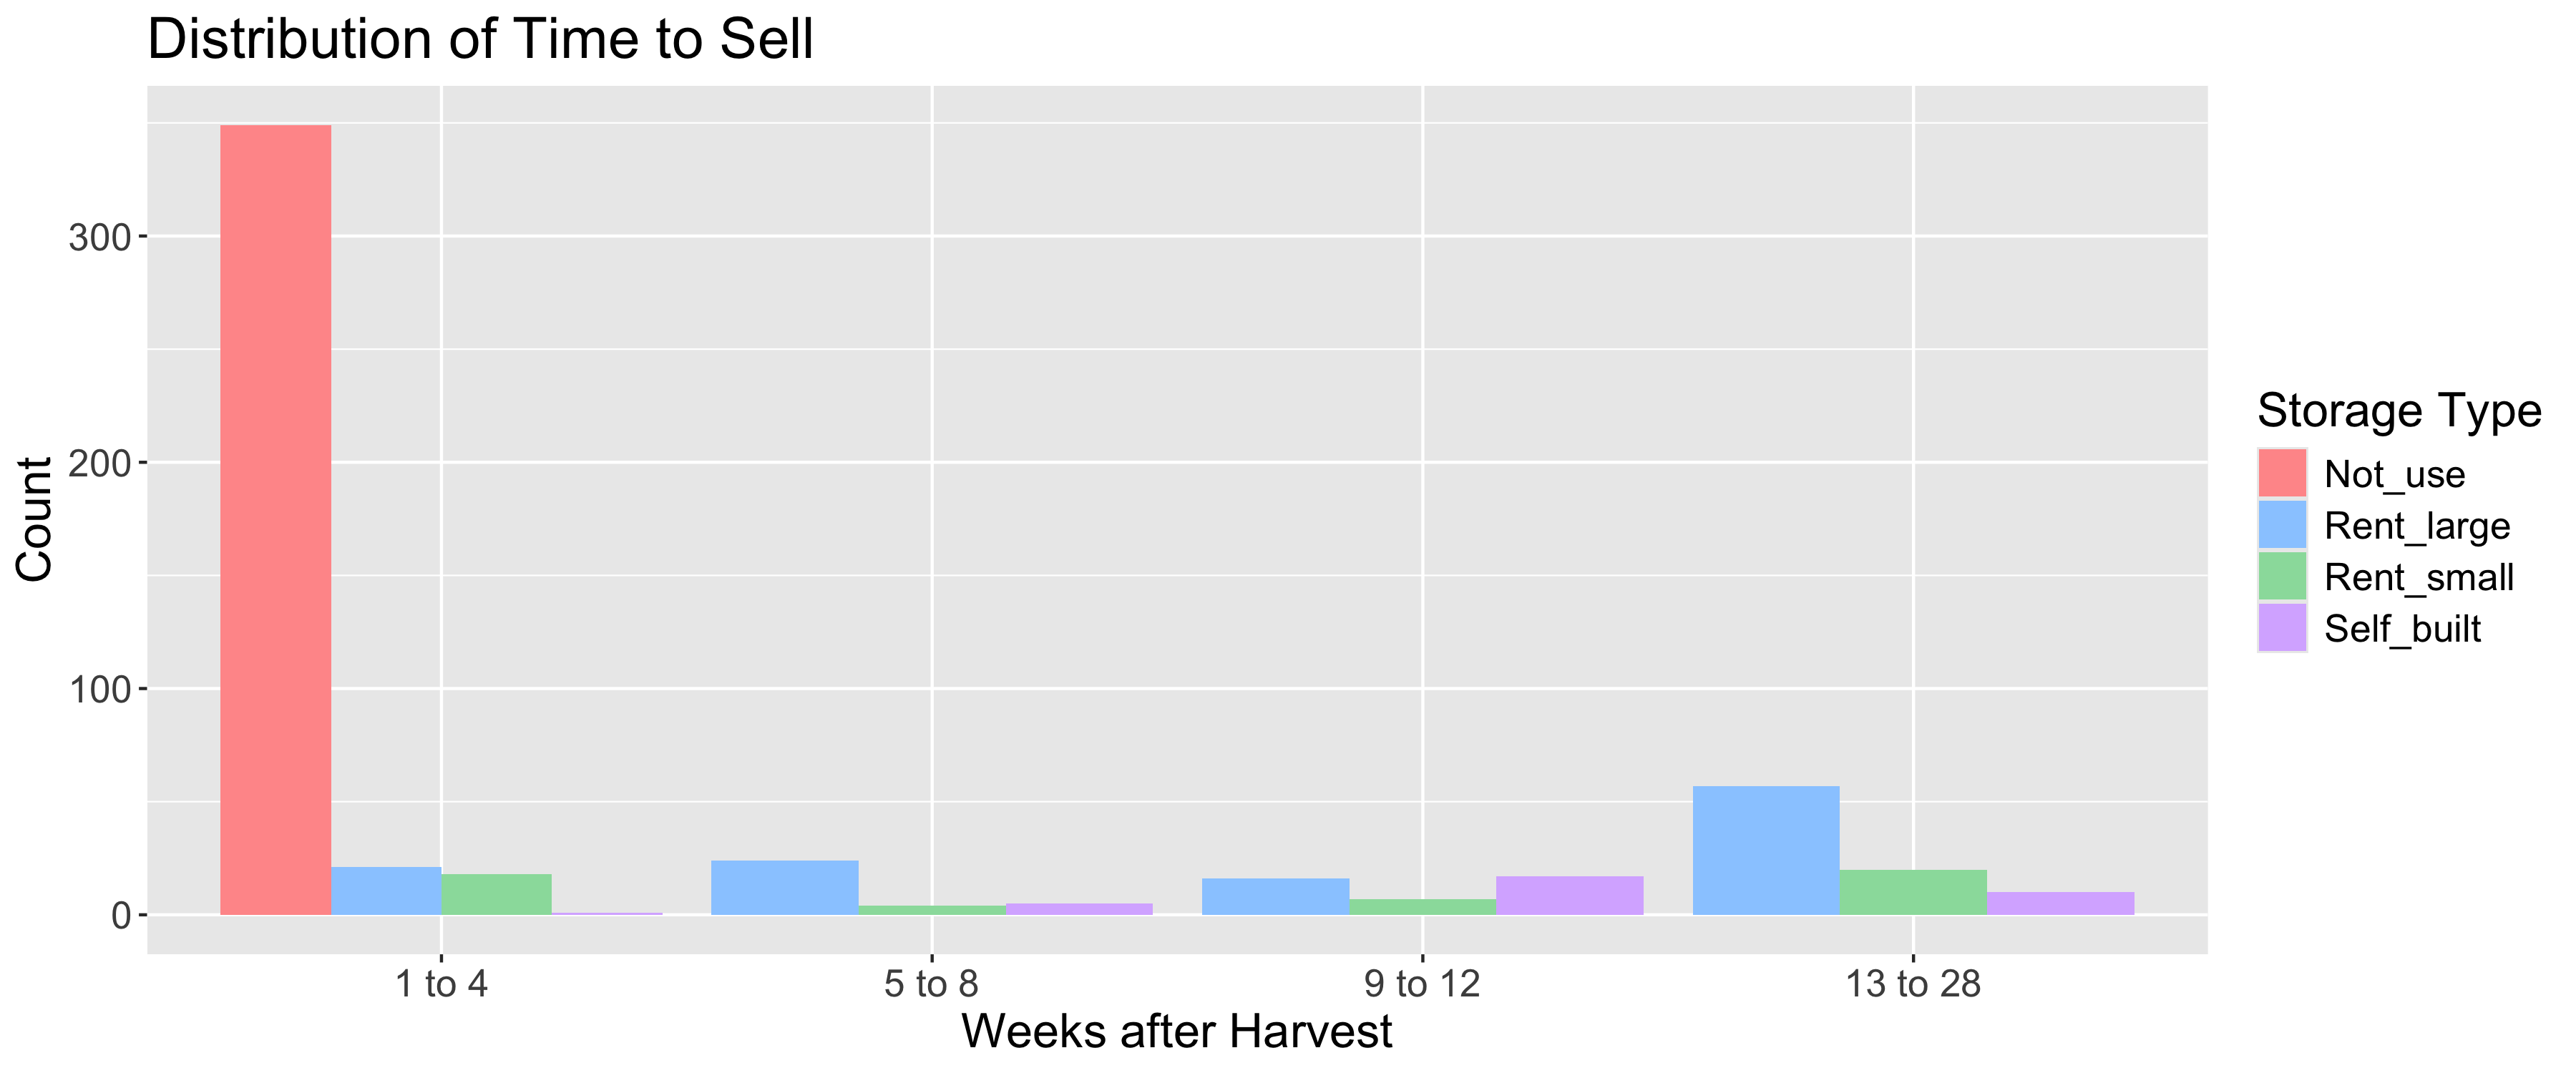 Distribution of Time to Sell
Count
300
200
100
0
1 to 4
5 to 8
9 to 12
13 to 28
Weeks after Harvest
Storage Type
Not_use
Rent_large
Rent_small
Self_built